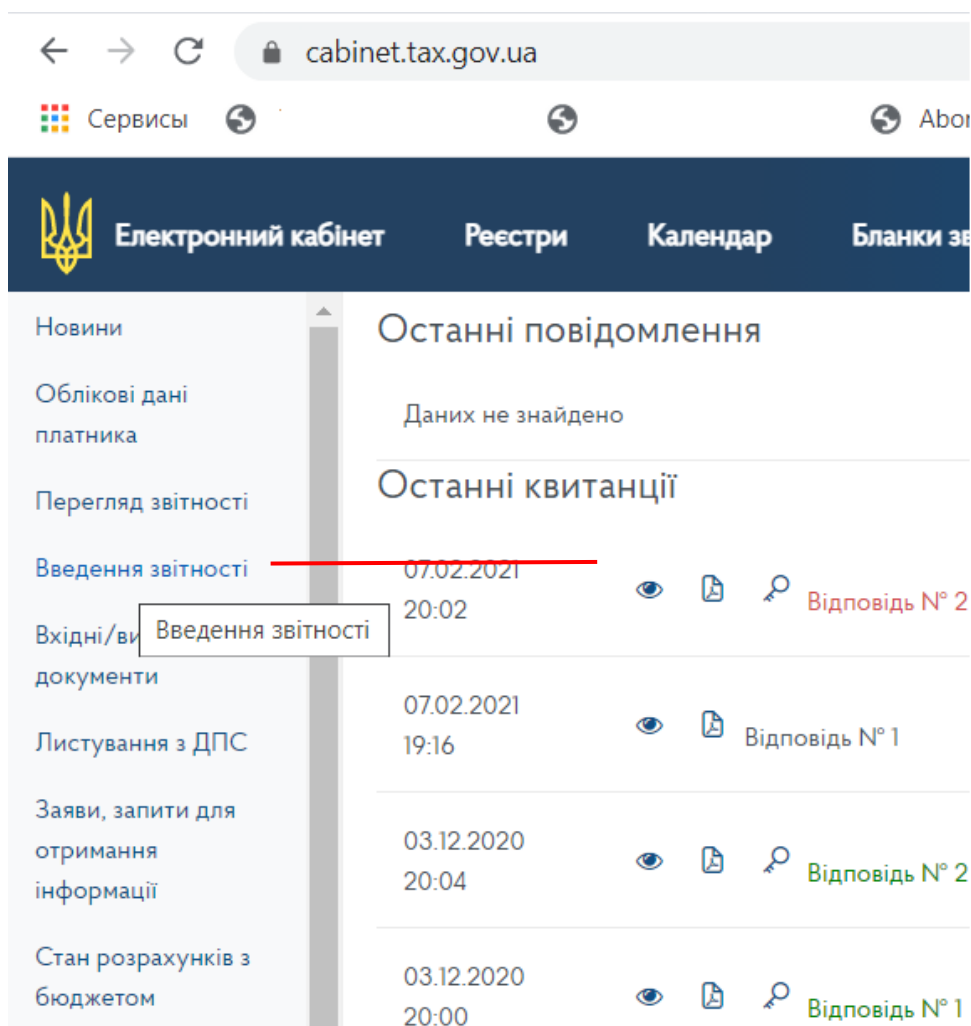 cabinet.tax.gov.ua
Сервисы
Електронний кабінет Реєстри Календар Бланки
Новини
Облікові дані
платника
Перегляд звітності
Введення звітності
Введення звітності
документи
Листування з ДПС
Заяви, запити для
отримання
інформації
Стан розрахунків з
бюджетом
Останні повідомлення
Даних не знайдено
Останні квитанції
07.02.2021
20:02
Відповідь № 2
07.02.2021
19:16
Відповідь № 1
03.12.2020
20:04
Відповідь № 2
03.12.2020
20:00
Відповідь № 1